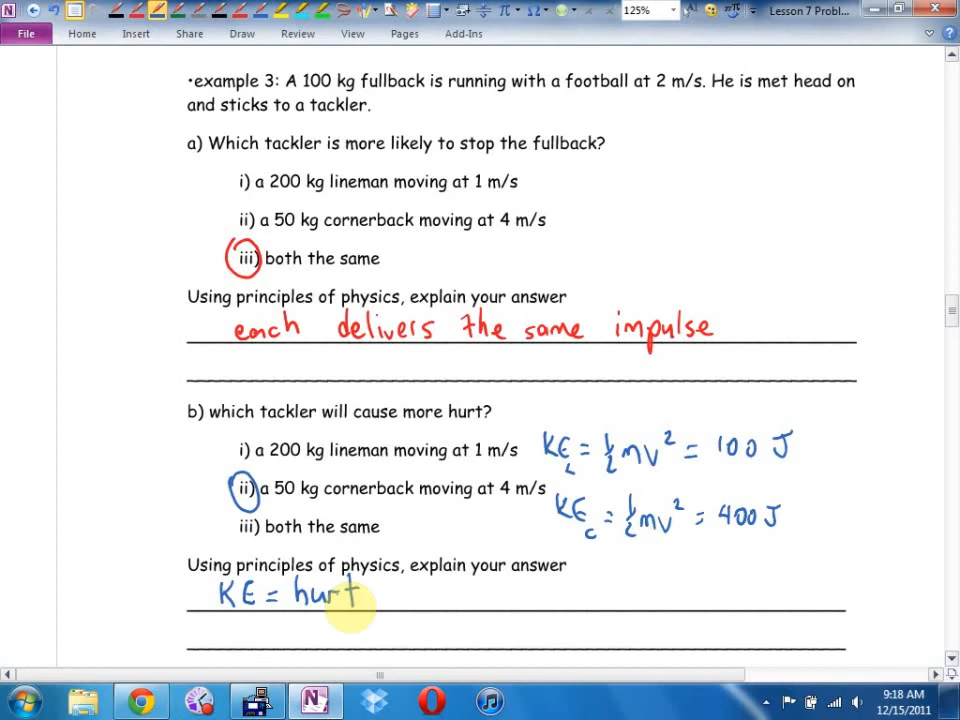 125% Lesson 7 Probl...
File Home Insert Share Draw Review View Pages Add-Ins
•example 3: A 100 kg fullback is running with a football at 2 m/s. He is met head on
and sticks to a tackler.
a) Which tackler is more likely to stop the fullback?
i) a 200 kg lineman moving at 1 m/s
ii) a 50 kg cornerback moving at 4 m/s
iii) both the same
Using principles of physics, explain your answer
each delivers the same impulse
b) which tackler will cause more hurt?
i) a 200 kg lineman moving at 1 m/s KE_L = ½mv² = 100 J
ii) a 50 kg cornerback moving at 4 m/s
KE_c = ½mv² = 400 J
iii) both the same
Using principles of physics, explain your answer
KE = hurt
9:18 AM
12/15/2011